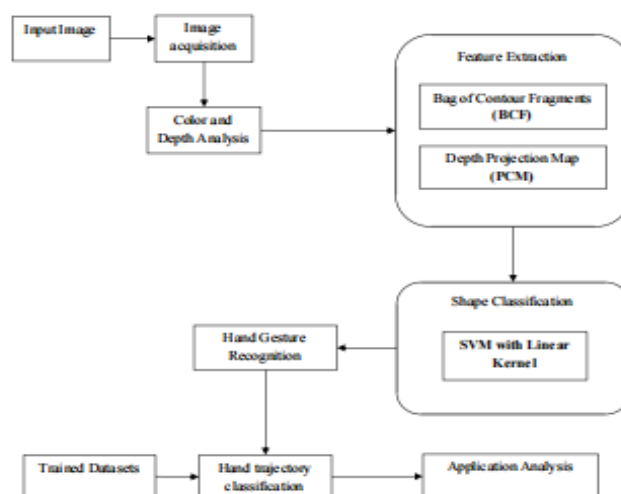 Input Image
Image
acquisition
Color and
Depth Analysis
Feature Extraction
Bag of Contour Fragments
(BCF)
Depth Projection Map
(PCM)
Shape Classification
SVM with Linear
Kernel
Hand Gesture
Recognition
Trained Datasets
Hand trajectory
classification
Application Analysis